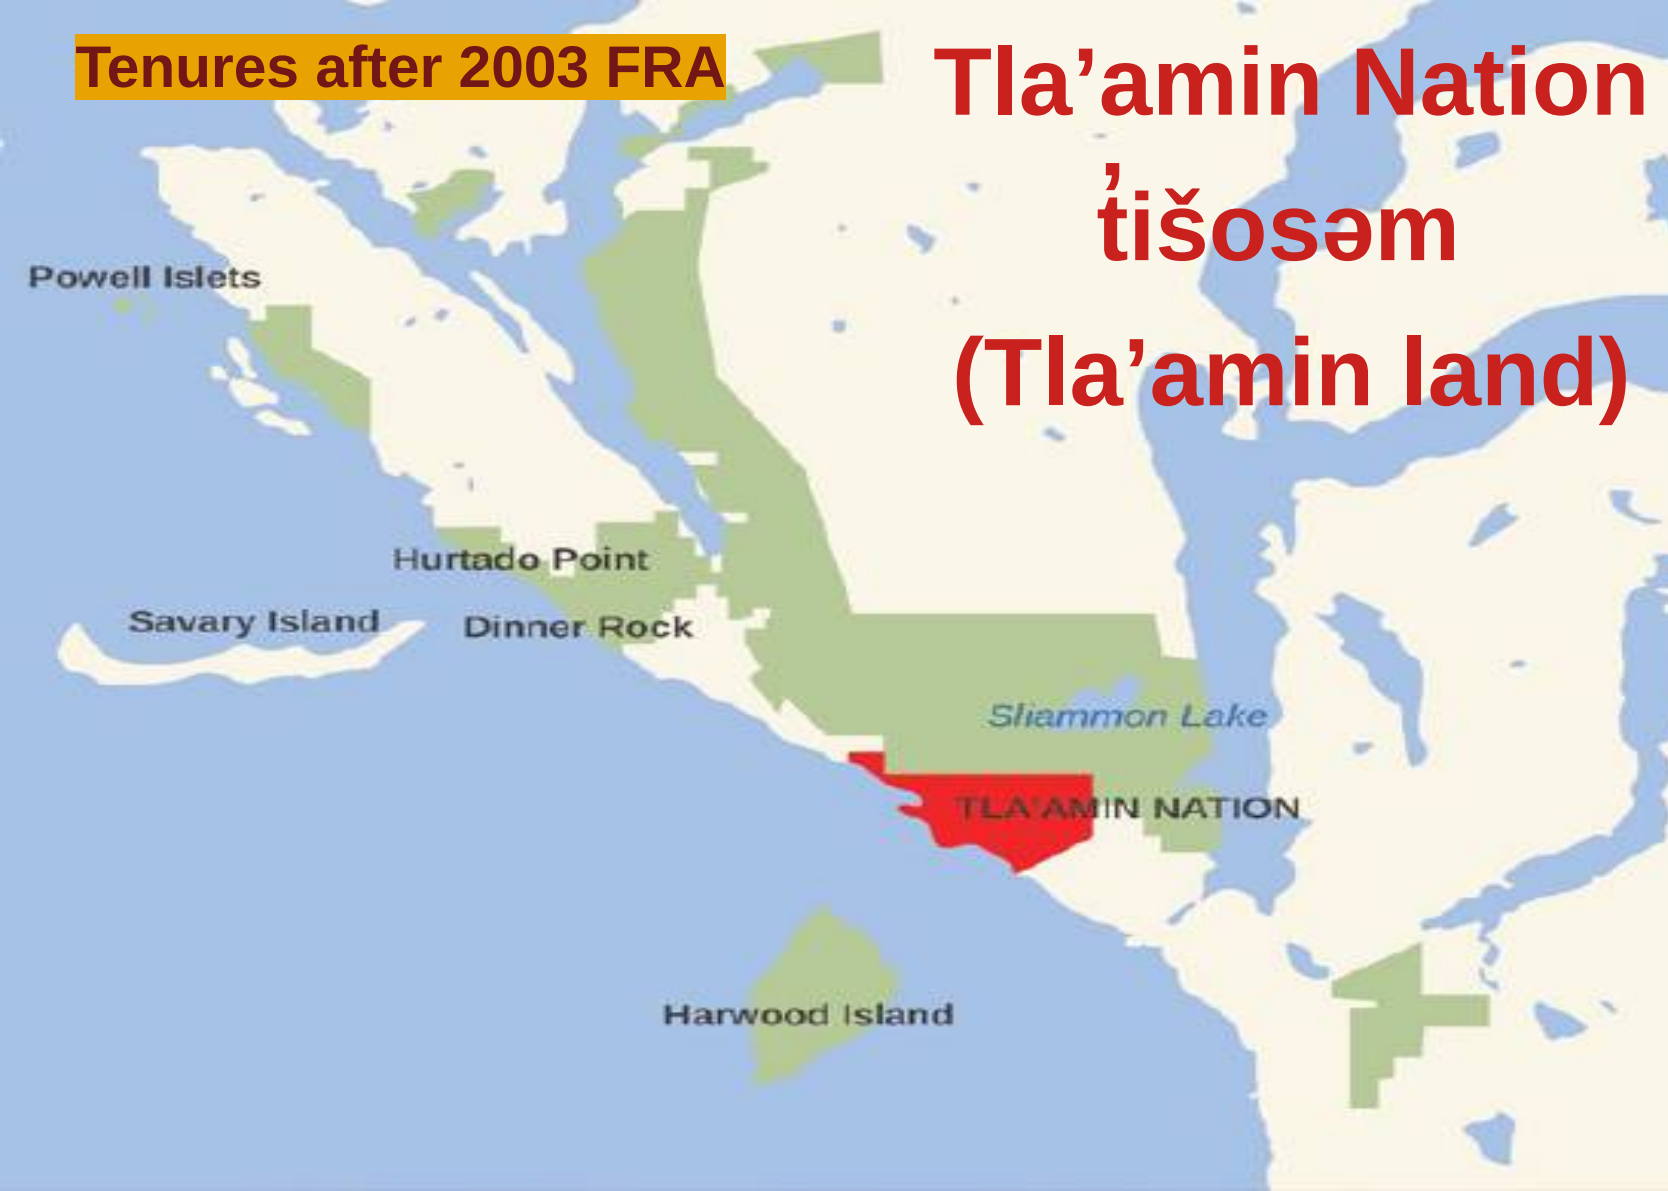 Tenures after 2003 FRA
Tla’amin Nation
t̓išosəm
(Tla’amin land)
Powell Islets
Hurtado Point
Savary Island
Dinner Rock
Sliammon Lake
TLA'AMIN NATION
Harwood Island